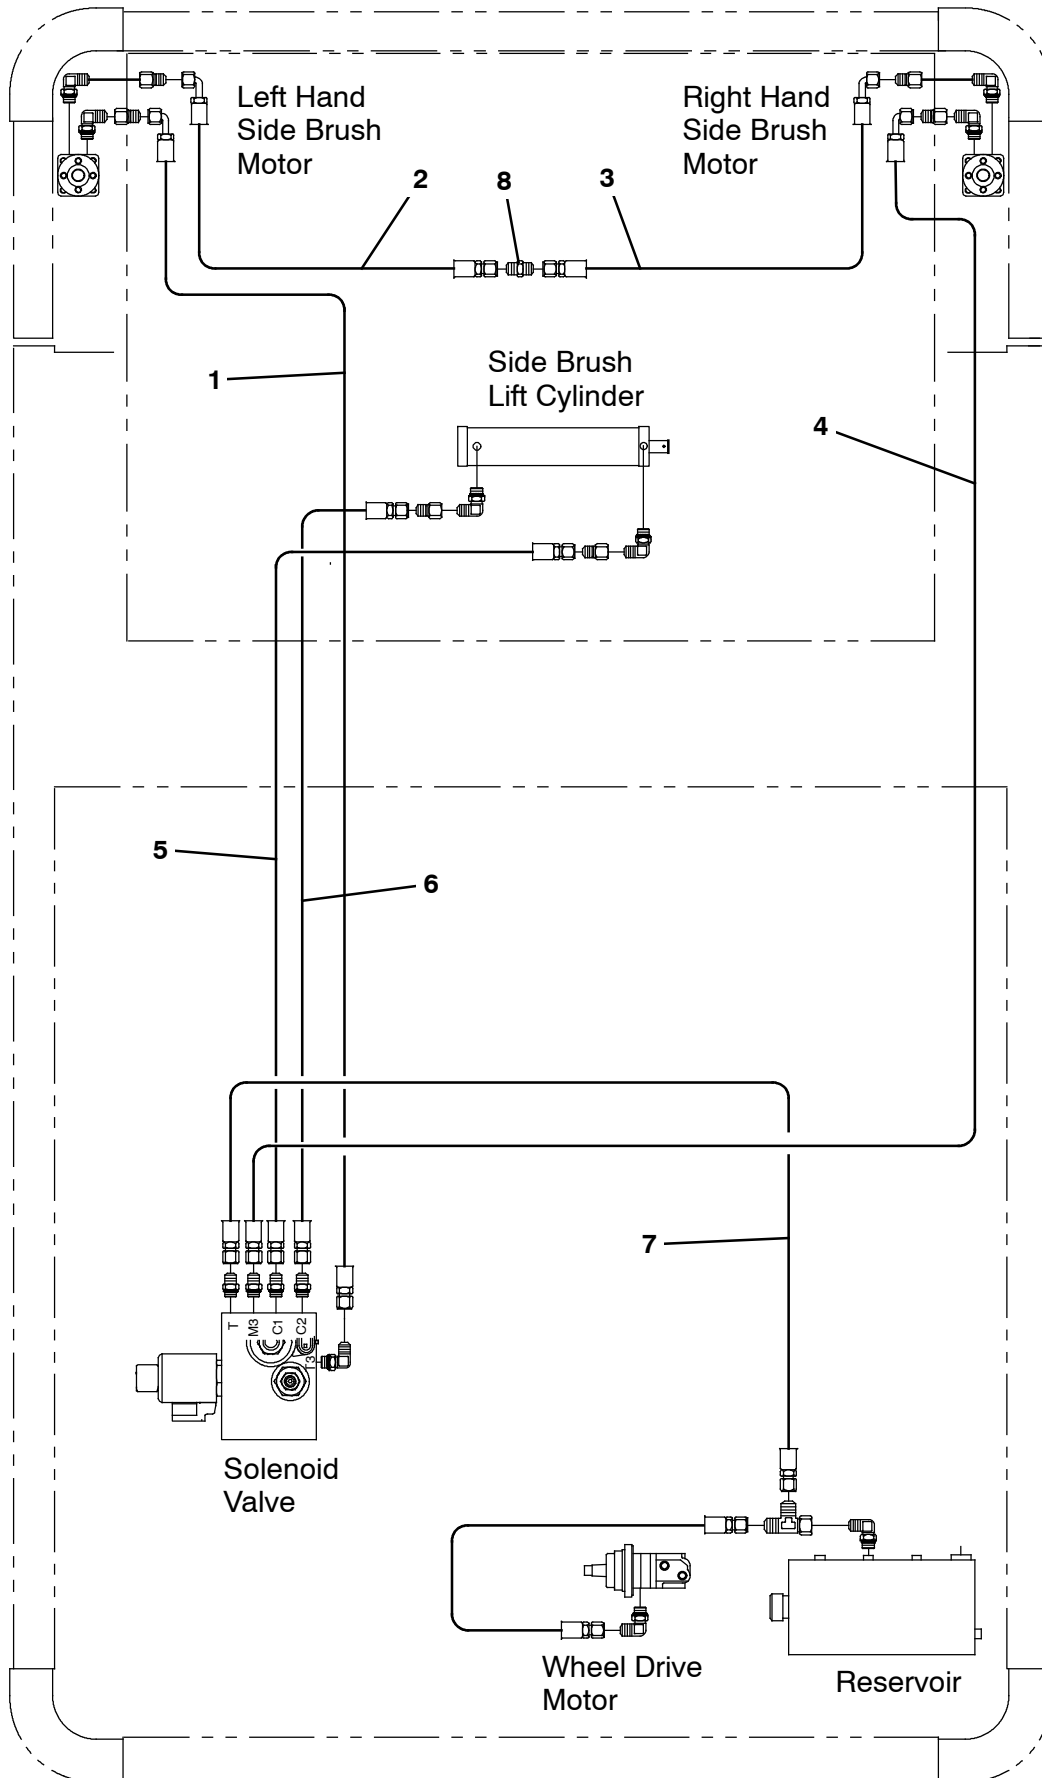 Left Hand
Side Brush
Motor
Right Hand
Side Brush
Motor
2
8
3
Side Brush
Lift Cylinder
1
4
5
6
7
T
M3
C1
C2
T3
Solenoid
Valve
Wheel Drive
Motor
Reservoir